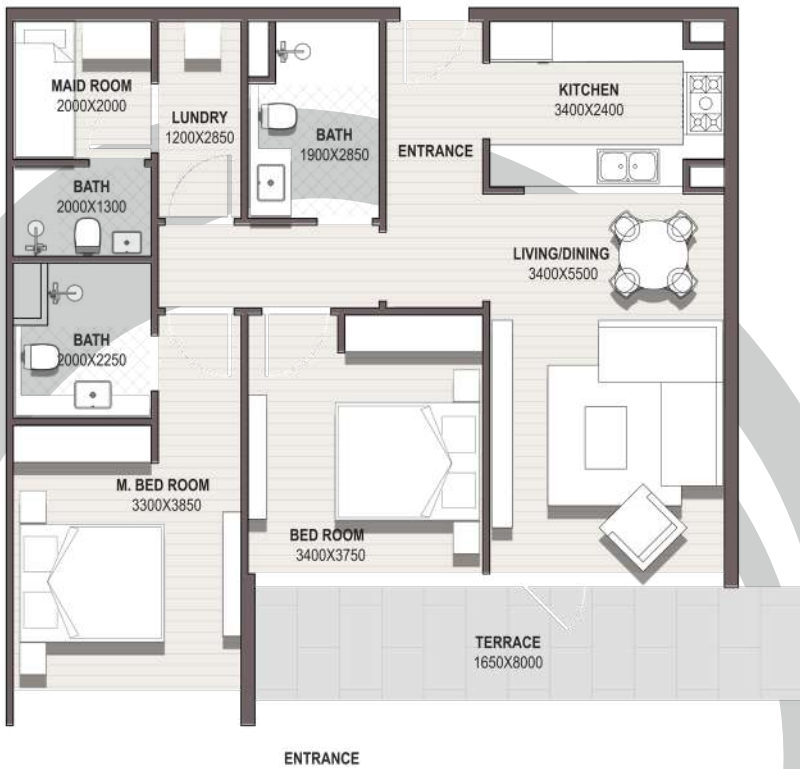 MAID ROOM
2000X2000
LUNDRY
1200X2850
BATH
1900X2850
KITCHEN
3400X2400
ENTRANCE
BATH
2000X1300
LIVING/DINING
3400X5500
BATH
2000X2250
M. BED ROOM
3300X3850
BED ROOM
3400X3750
TERRACE
1650X8000
ENTRANCE